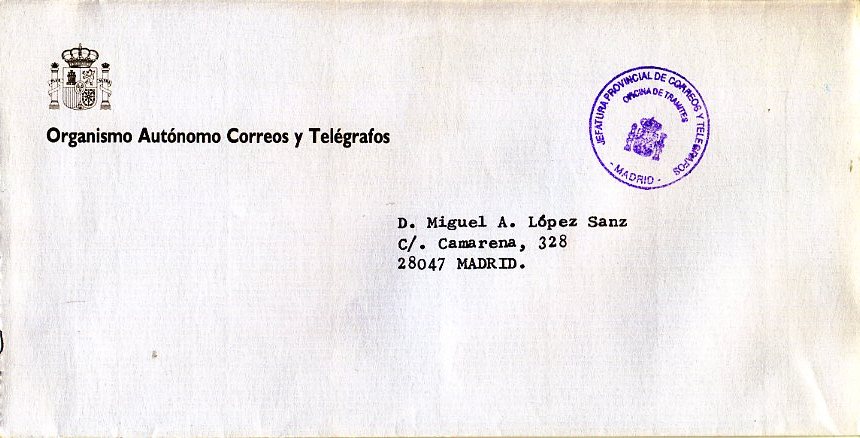 Organismo Autónomo Correos y Telégrafos
JEFATURA PROVINCIAL DE CORREOS Y TELEGRAFOS
OFICINA DE TRAMITES
- MADRID -
D. Miguel A. López Sanz
C/. Camarena, 328
28047 MADRID.